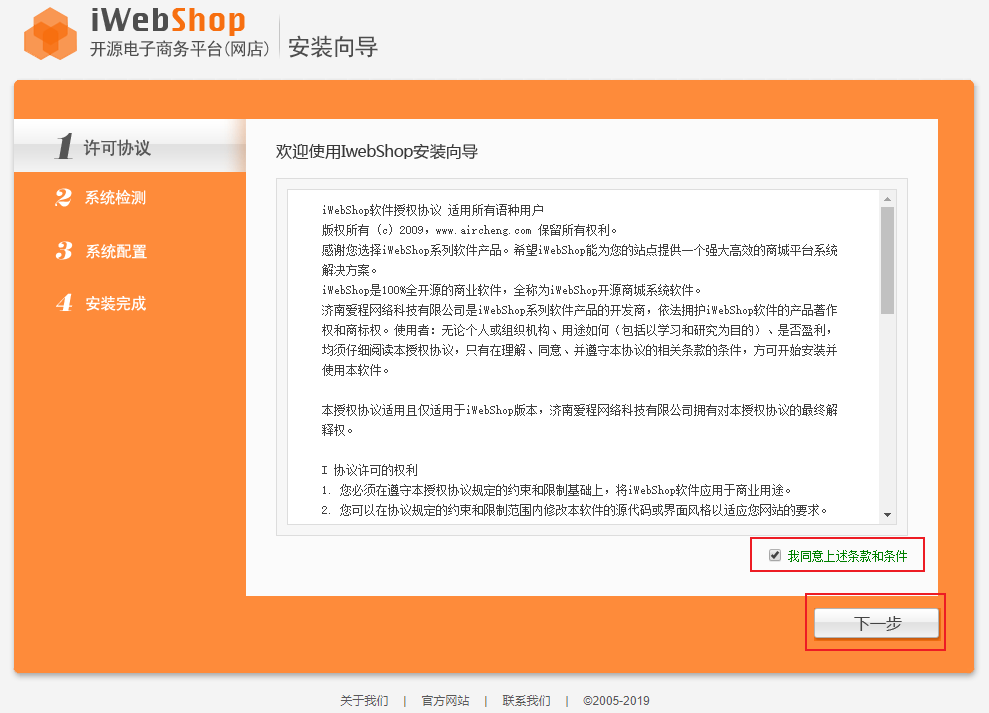 iWebShop
开源电子商务平台(网店)
安装向导
1 许可协议
2 系统检测
3 系统配置
4 安装完成
欢迎使用IwebShop安装向导
iWebShop软件授权协议 适用所有语种用户
版权所有 (c) 2009，www.aircheng.com 保留所有权利。
感谢您选择iWebShop系列软件产品。希望iWebShop能为您的站点提供一个强大高效的商城平台系统
解决方案。
iWebShop是100%全开源的商业软件，全称为iWebShop开源商城系统软件。
济南爱程网络科技有限公司是iWebShop系列软件产品的开发商，依法拥护iWebShop软件的产品著作
权和商标权。使用者：无论个人或组织机构、用途如何（包括以学习和研究为目的）、是否盈利，
均须仔细阅读本授权协议，只有在理解、同意、并遵守本协议的相关条款的条件，方可开始安装并
使用本软件。
本授权协议适用且仅适用于iWebShop版本，济南爱程网络科技有限公司拥有对本授权协议的最终解
释权。
I 协议许可的权利
1. 您必须在遵守本授权协议规定的约束和限制基础上，将iWebShop软件应用于商业用途。
2. 您可以在协议规定的约束和限制范围内修改本软件的源代码或界面风格以适应您网站的要求。
我同意上述条款和条件
下一步
关于我们 | 官方网站 | 联系我们 | ©2005-2019